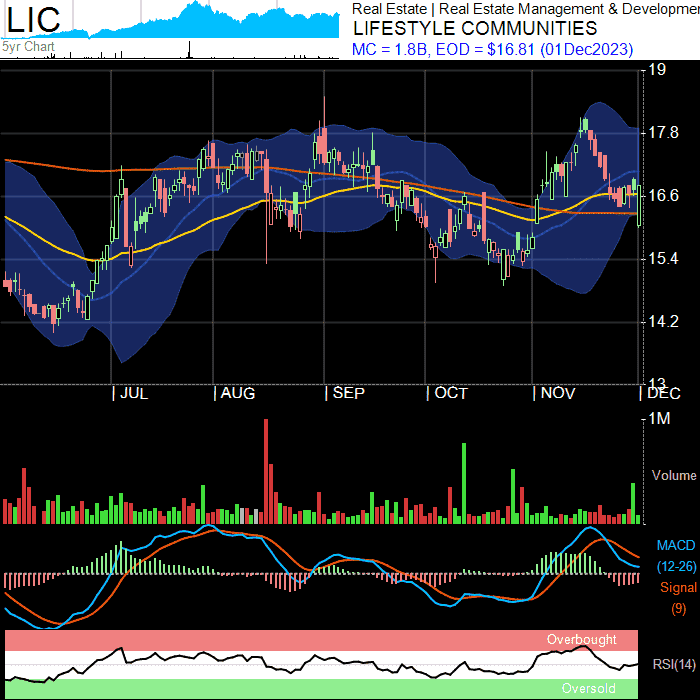 LIC
5yr Chart
Real Estate | Real Estate Management & Developmen
LIFESTYLE COMMUNITIES
MC = 1.8B, EOD = $16.81 (01Dec2023)
19
17.8
16.6
15.4
14.2
13
| JUL | AUG | SEP | OCT | NOV | DEC
1M
Volume
MACD
(12-26)
Signal
(9)
Overbought
RSI(14)
Oversold